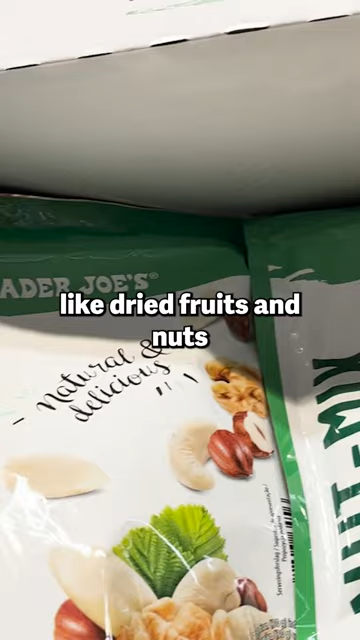 ADER JOE'S®
like dried fruits and
nuts
Natural &
delicious
NUT-MIX